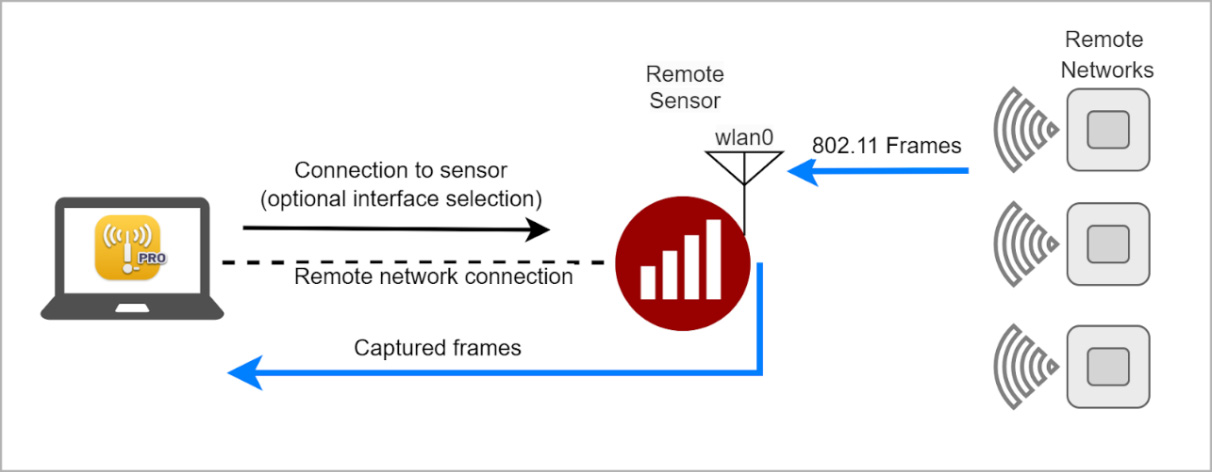 Remote
Networks
Remote
Sensor
wlan0
802.11 Frames
Connection to sensor
(optional interface selection)
PRO
Remote network connection
Captured frames